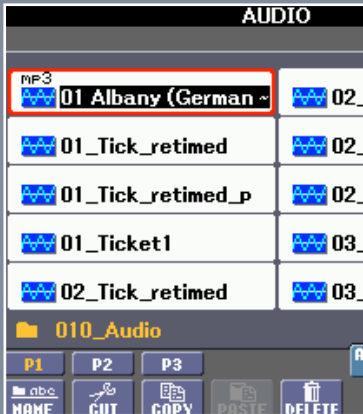 AUDIO
MP3
01 Albany (German ~
02_
01_Tick_retimed
02_
01_Tick_retimed_p
02_
01_Ticket1
03_
02_Tick_retimed
03_
010_Audio
P1 P2 P3
A
abc
NAME CUT COPY PASTE DELETE